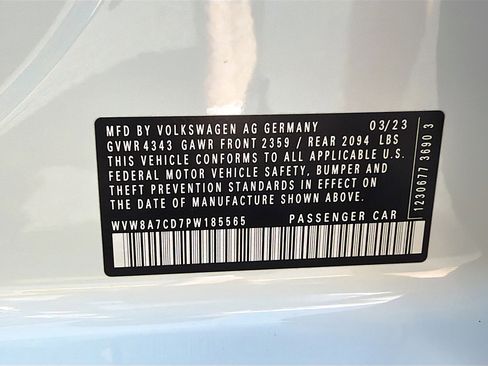 MFD BY VOLKSWAGEN AG GERMANY 03/23
GVWR 4343 GAWR FRONT 2359 / REAR 2094 LBS
THIS VEHICLE CONFORMS TO ALL APPLICABLE U.S.
FEDERAL MOTOR VEHICLE SAFETY, BUMPER AND
THEFT PREVENTION STANDARDS IN EFFECT ON
THE DATE OF MANUFACTURE SHOWN ABOVE.
WVW8A7CD7PW185565 PASSENGER CAR
1230677 3690 3